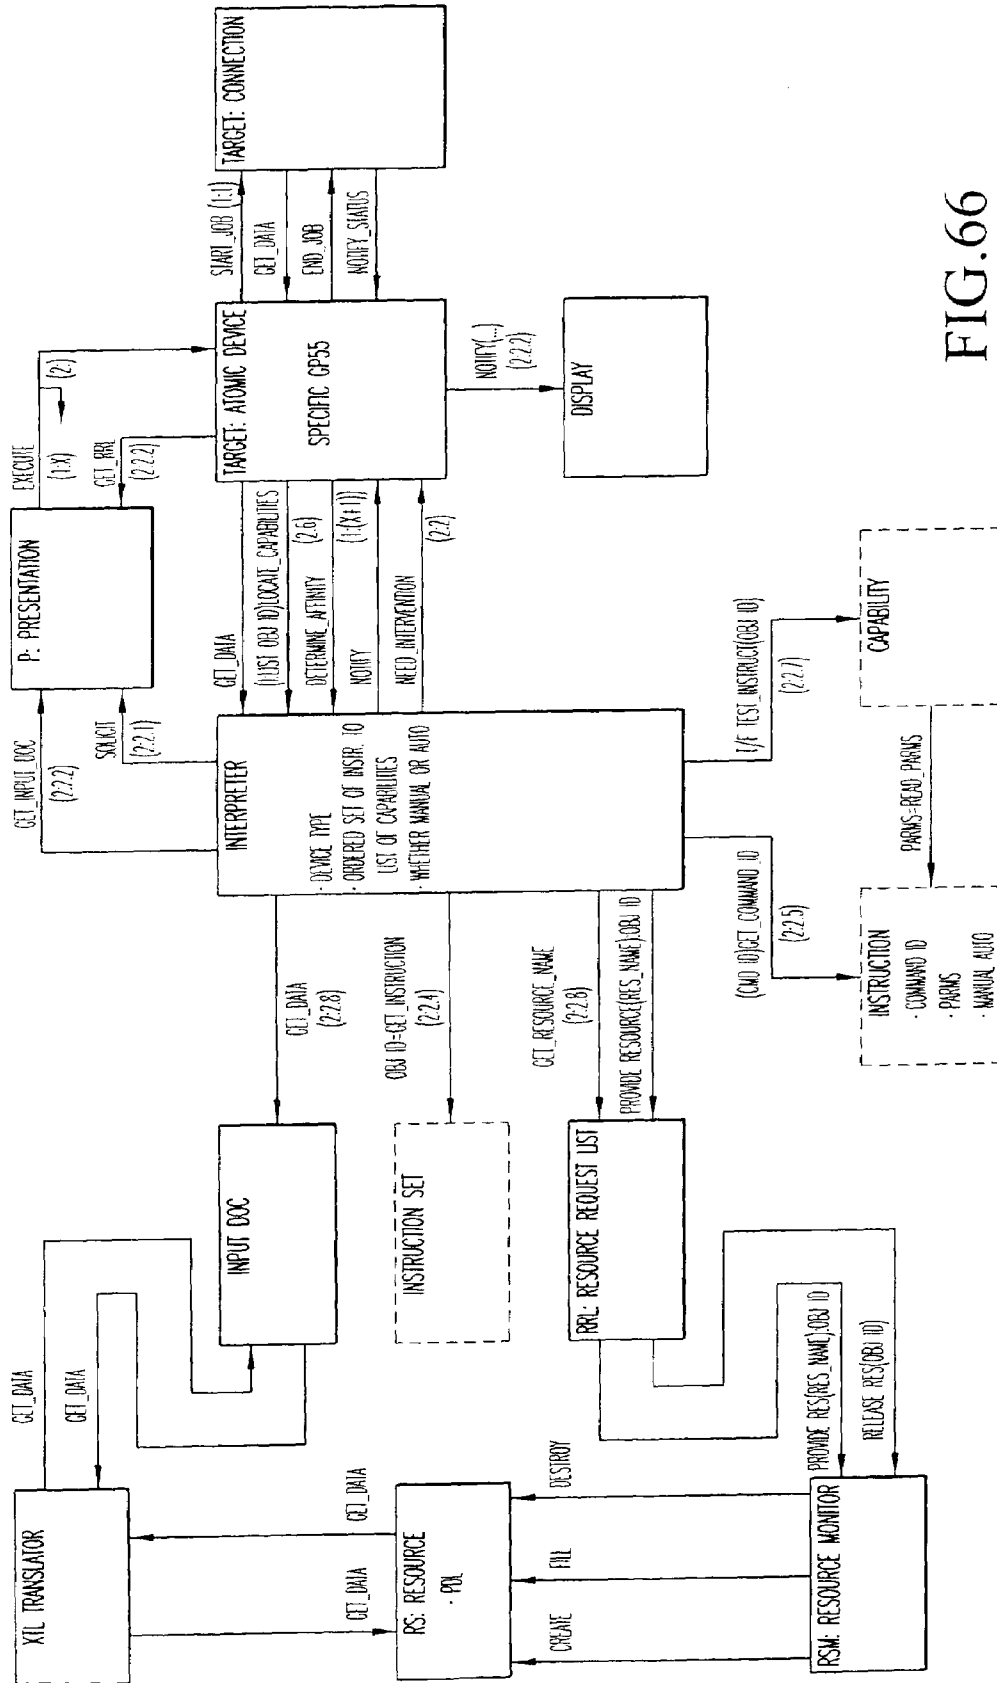 XTL TRANSLATOR
GET_DATA
GET_DATA
GET_DATA
GET_DATA
RS: RESOURCE
· PDL
CREATE
FILL
DESTROY
RSM: RESOURCE MONITOR
PROVIDE RES(RES_NAME):OBJ ID
RELEASE RES(OBJ ID)
INPUT DOC
INSTRUCTION SET
RRL: RESOURCE REQUEST LIST
GET_DATA
(2:2.8)
OBJ ID=GET_INSTRUCTION
(2:2.4)
GET_RESOURCE_NAME
(2:2.8)
PROVIDE RESOURCE(RES_NAME):OBJ ID
GET_INPUT DOC
(2:2.2)
SOLICIT
(2:2.1)
P: PRESENTATION
EXECUTE
(1:X)
(2:)
GET_RRL
(2:2.2)
INTERPRETER
· DEVICE TYPE
· ORDERED SET OF INSTR. TO
LIST OF CAPABILITIES
· WHETHER MANUAL OR AUTO
GET_DATA
(1:LIST OBJ ID)LOCATE_CAPABILITIES
(2:6)
DETERMINE_AFFINITY
(1:(X+1))
NOTIFY
NEED_INTERVENTION
(2:2)
(CMD ID)GET_COMMAND ID
(2:2.5)
T/F TEST_INSTRUCT(OBJ ID)
(2:2.7)
INSTRUCTION
· COMMAND ID
· PARMS
· MANUAL AUTO
PARMS=READ_PARMS
CAPABILITY
TARGET: ATOMIC DEVICE
SPECIFIC GP55
NOTIFY(...)
(2:2.2)
DISPLAY
START_JOB (1:1)
GET_DATA
END_JOB
NOTIFY_STATUS
TARGET: CONNECTION
FIG.66